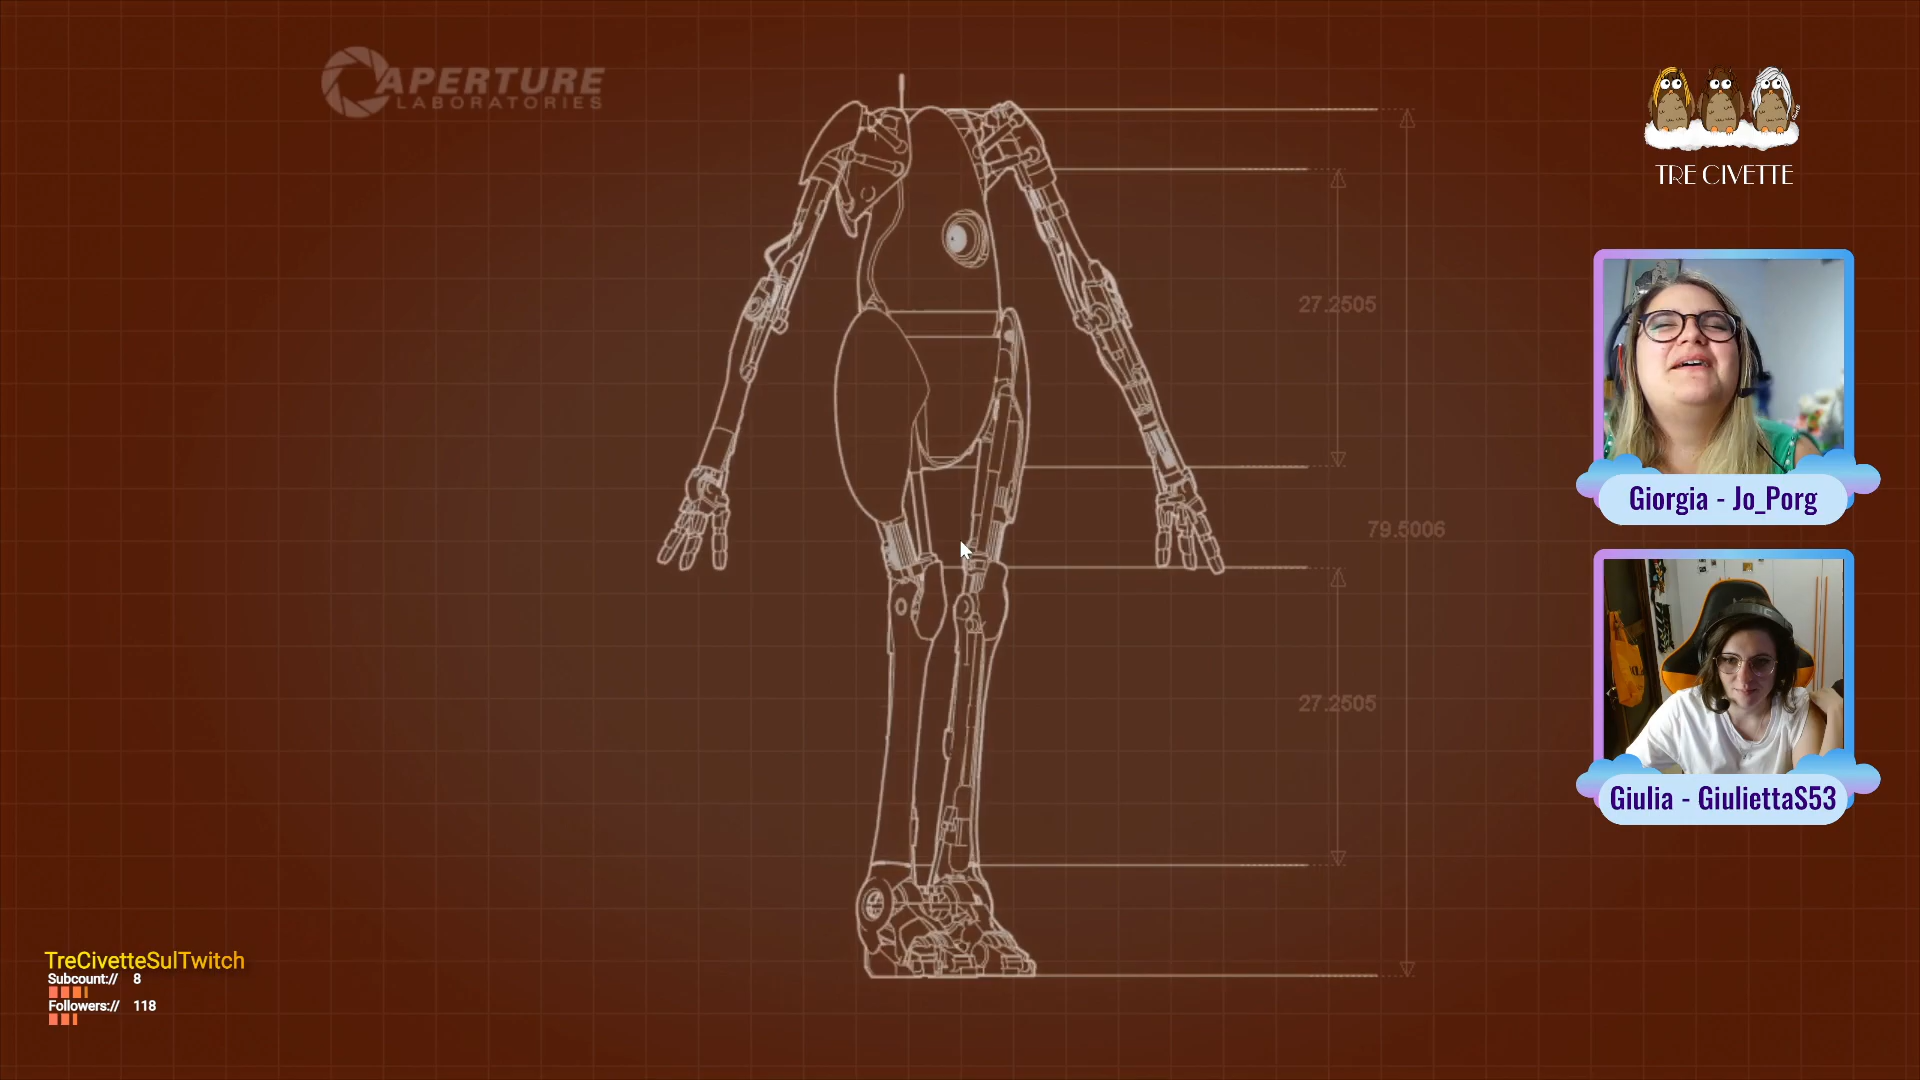 APERTURE
LABORATORIES
TRE CIVETTE
27.2505
Giorgia - Jo_Porg
79.5006
27.2505
Giulia - GiuliettaS53
TreCivetteSulTwitch
Subcount:// 8
Followers:// 118